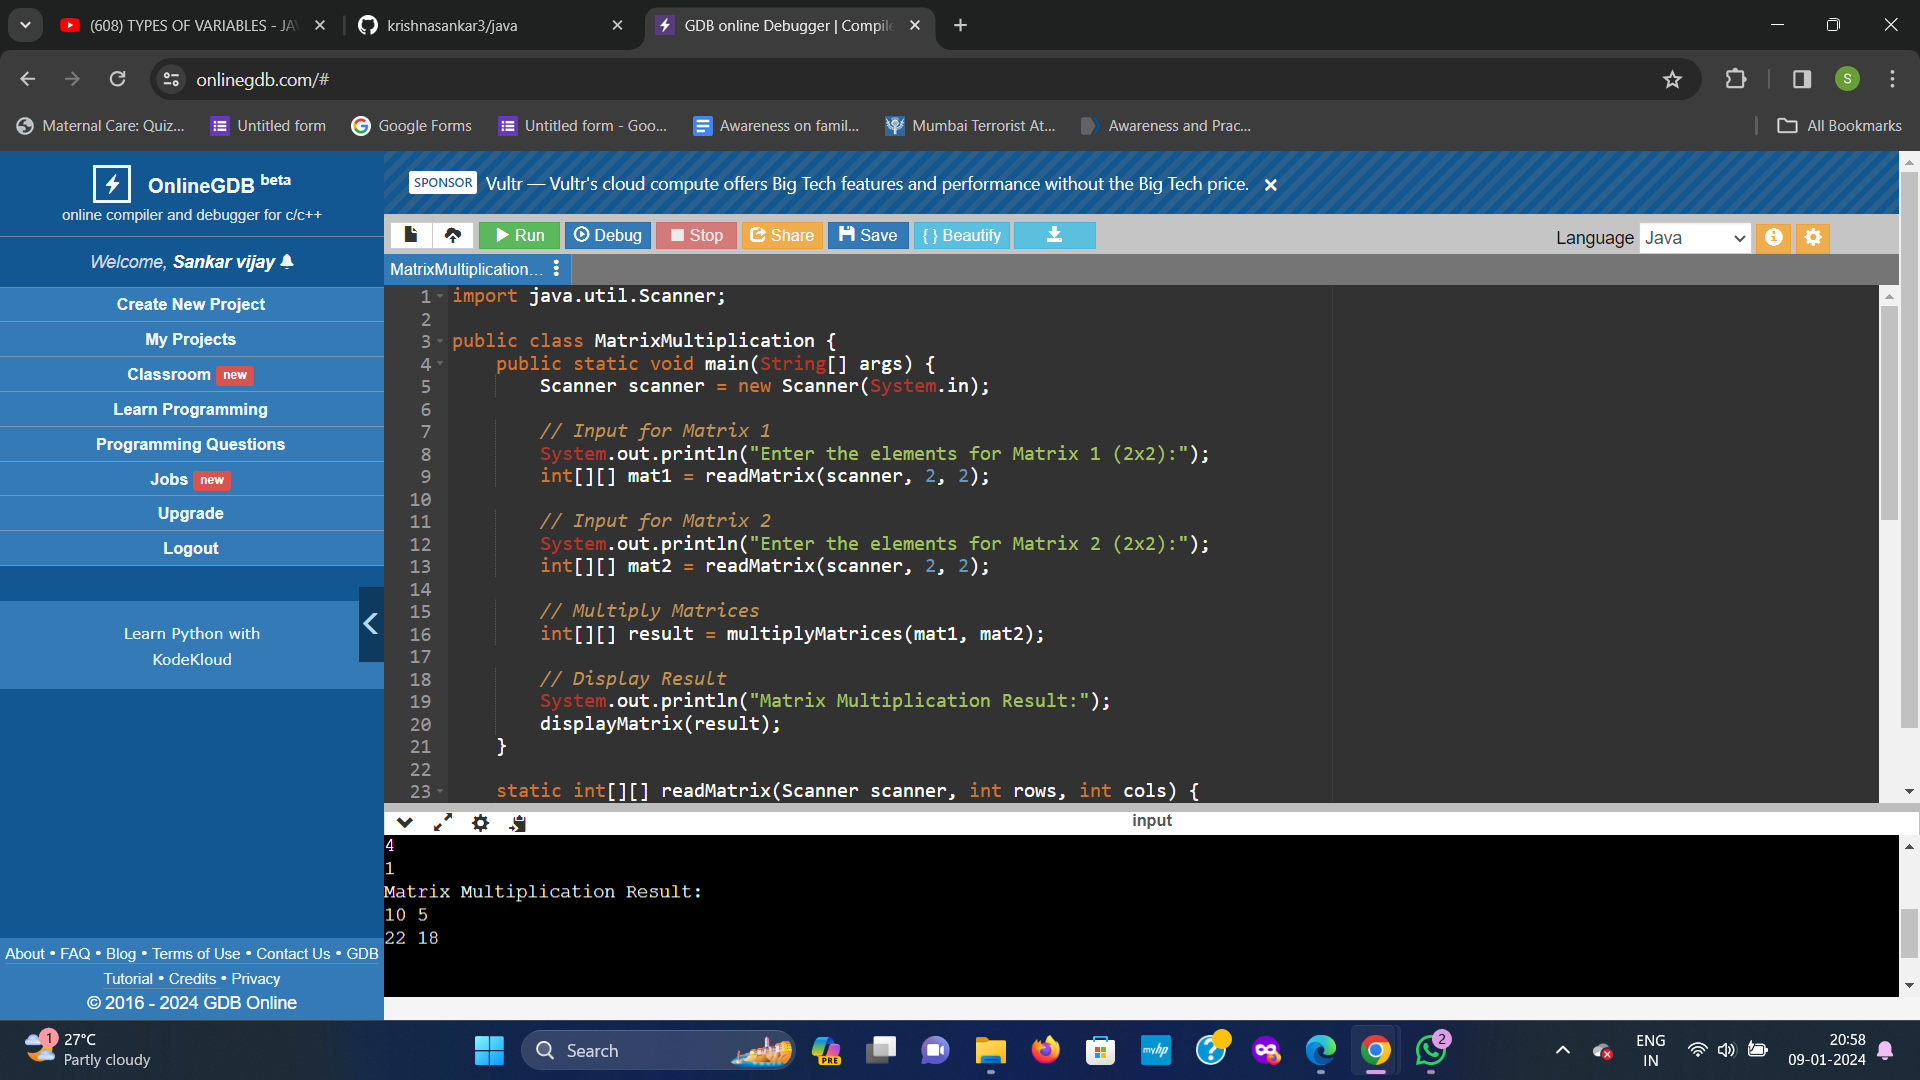 (608) TYPES OF VARIABLES - JA
krishnasankar3/java
GDB online Debugger | Compile
onlinegdb.com/#
S
Maternal Care: Quiz...
Untitled form
Google Forms
Untitled form - Goo...
Awareness on famil...
Mumbai Terrorist At...
Awareness and Prac...
All Bookmarks
OnlineGDB beta
online compiler and debugger for c/c++
Welcome, Sankar vijay
Create New Project
My Projects
Classroom new
Learn Programming
Programming Questions
Jobs new
Upgrade
Logout
Learn Python with
KodeKloud
About • FAQ • Blog • Terms of Use • Contact Us • GDB
Tutorial • Credits • Privacy
© 2016 - 2024 GDB Online
SPONSOR Vultr — Vultr's cloud compute offers Big Tech features and performance without the Big Tech price.
Run
Debug
Stop
Share
Save
{ } Beautify
Language Java
MatrixMultiplication...
1 import java.util.Scanner;
2
3 public class MatrixMultiplication {
4 public static void main(String[] args) {
5 Scanner scanner = new Scanner(System.in);
6
7 // Input for Matrix 1
8 System.out.println("Enter the elements for Matrix 1 (2x2):");
9 int[][] mat1 = readMatrix(scanner, 2, 2);
10
11 // Input for Matrix 2
12 System.out.println("Enter the elements for Matrix 2 (2x2):");
13 int[][] mat2 = readMatrix(scanner, 2, 2);
14
15 // Multiply Matrices
16 int[][] result = multiplyMatrices(mat1, mat2);
17
18 // Display Result
19 System.out.println("Matrix Multiplication Result:");
20 displayMatrix(result);
21 }
22
23 static int[][] readMatrix(Scanner scanner, int rows, int cols) {
input
4
1
Matrix Multiplication Result:
10 5
22 18
1
27°C
Partly cloudy
Search
PRE
myhp
2
ENG
IN
20:58
09-01-2024